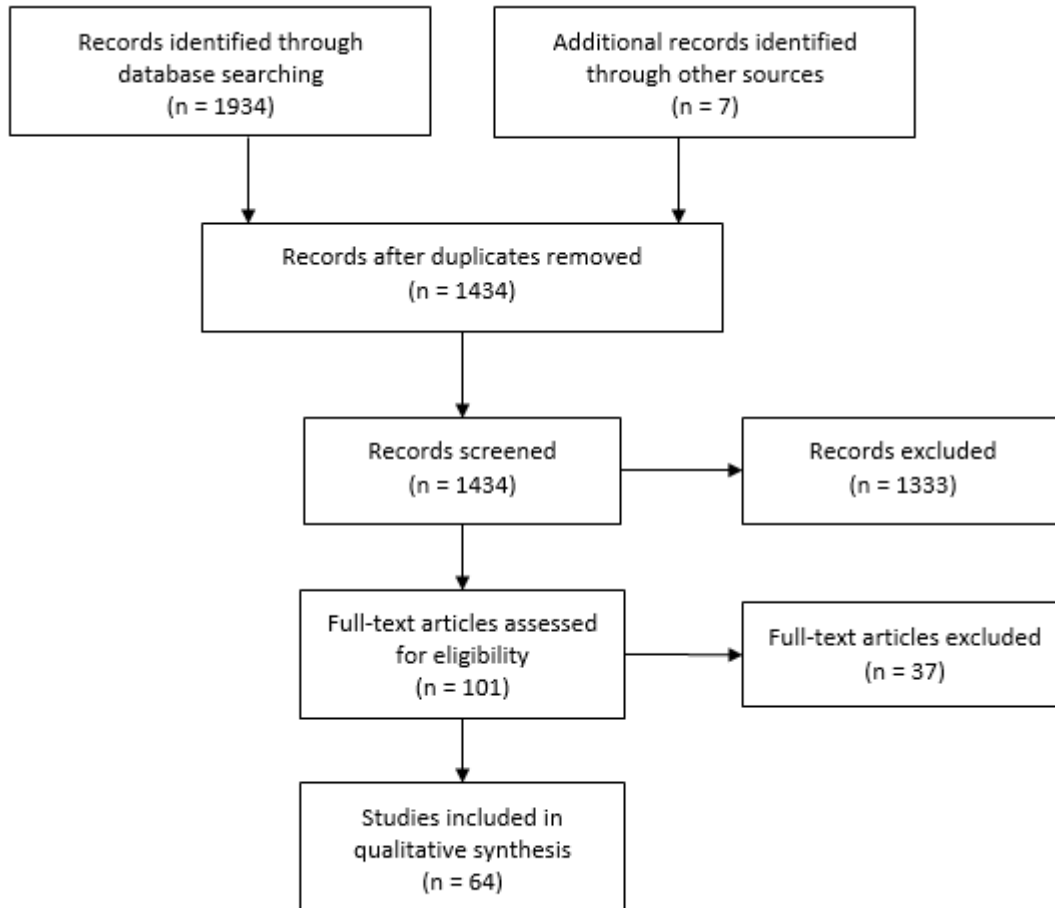 Records identified through
database searching
(n = 1934)
Additional records identified
through other sources
(n = 7)
Records after duplicates removed
(n = 1434)
Records screened
(n = 1434)
Records excluded
(n = 1333)
Full-text articles assessed
for eligibility
(n = 101)
Full-text articles excluded
(n = 37)
Studies included in
qualitative synthesis
(n = 64)